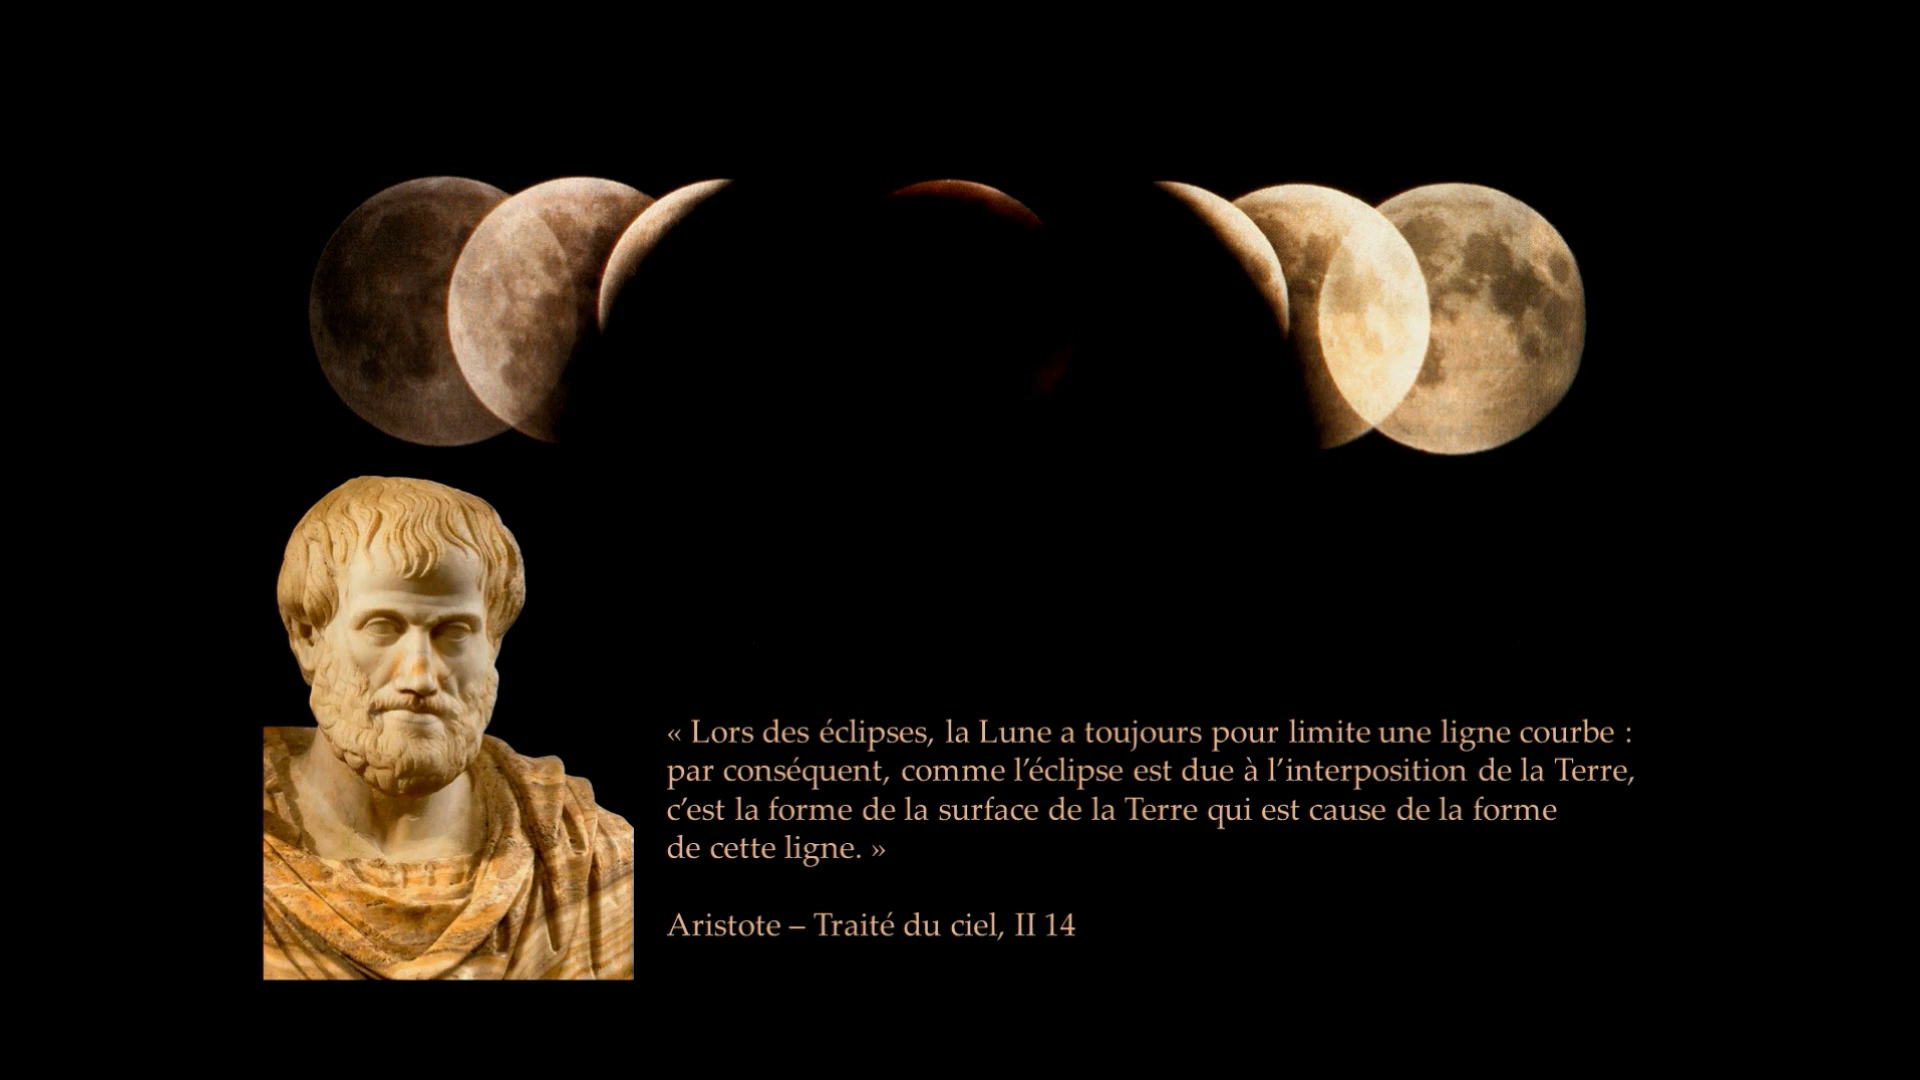 « Lors des éclipses, la Lune a toujours pour limite une ligne courbe :
par conséquent, comme l’éclipse est due à l’interposition de la Terre,
c’est la forme de la surface de la Terre qui est cause de la forme
de cette ligne. »
Aristote – Traité du ciel, II 14